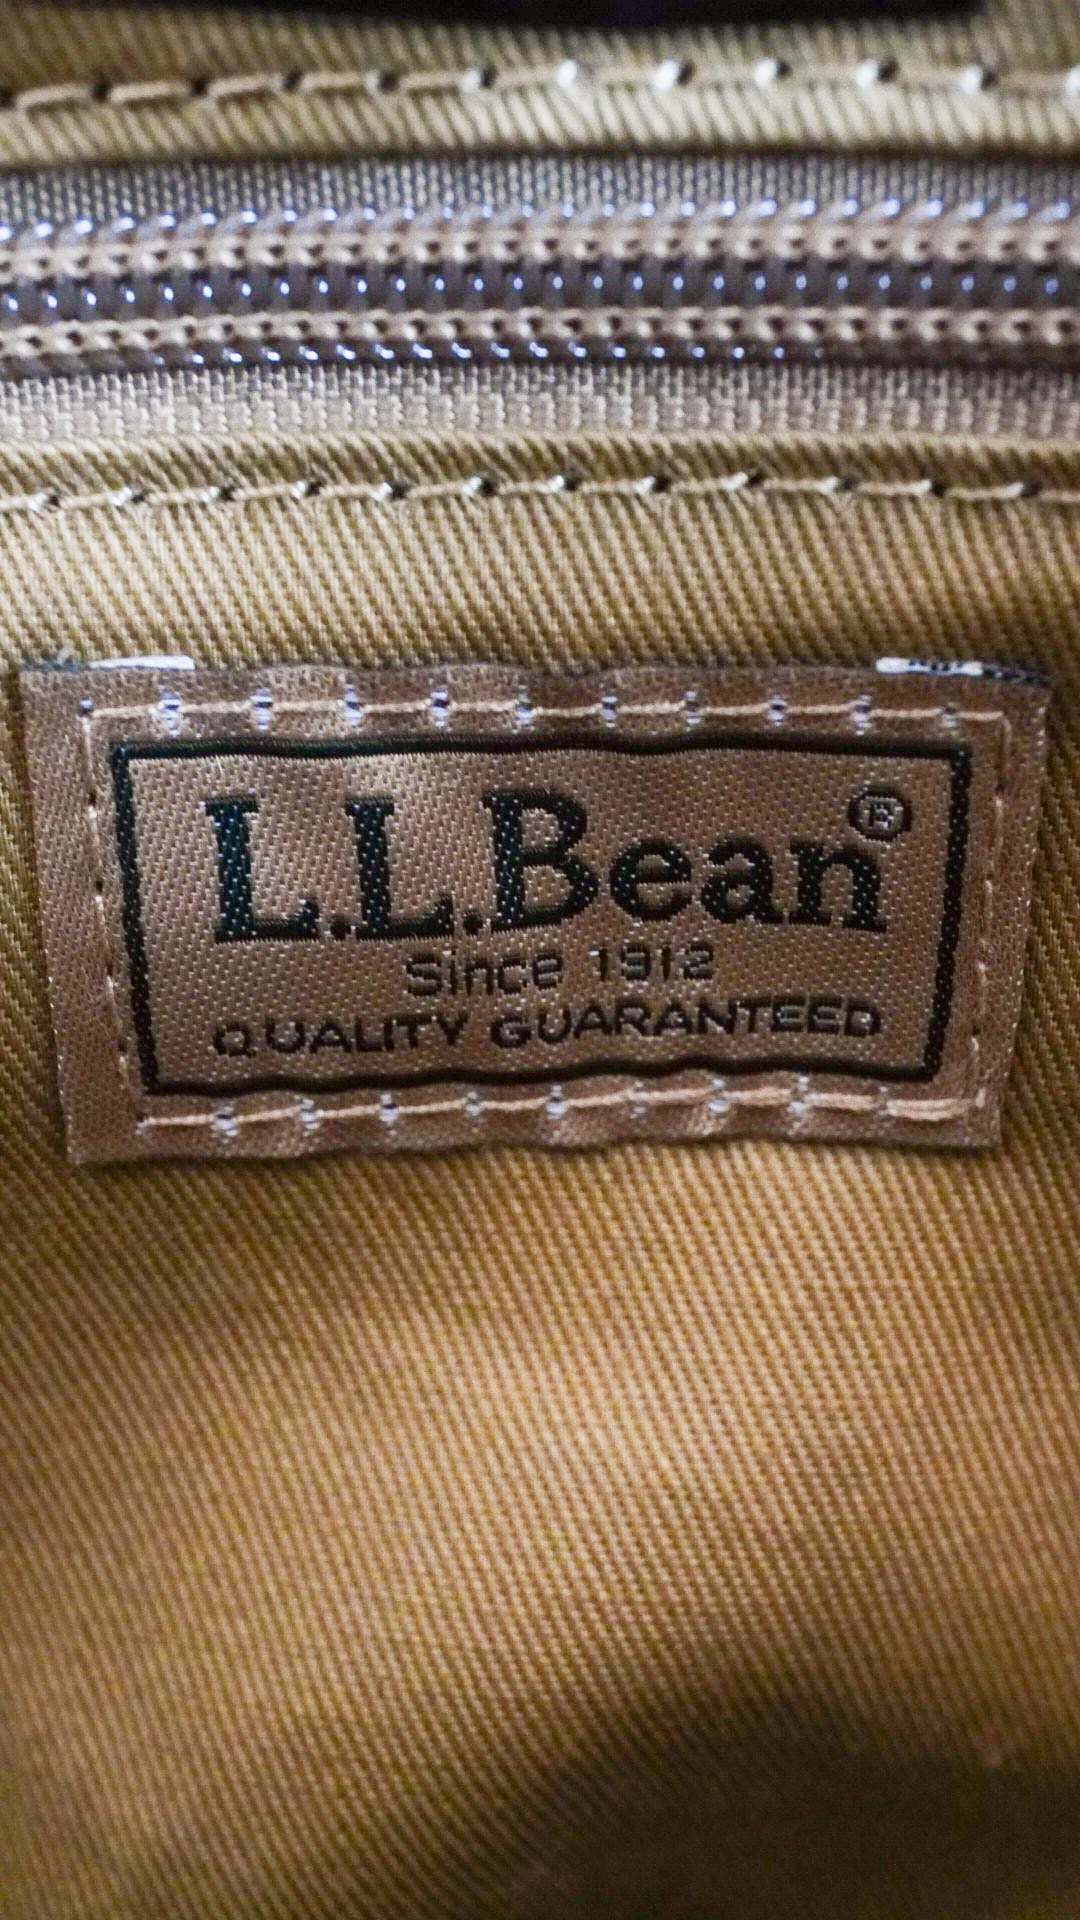 L.L.Bean®
Since 1912
QUALITY GUARANTEED